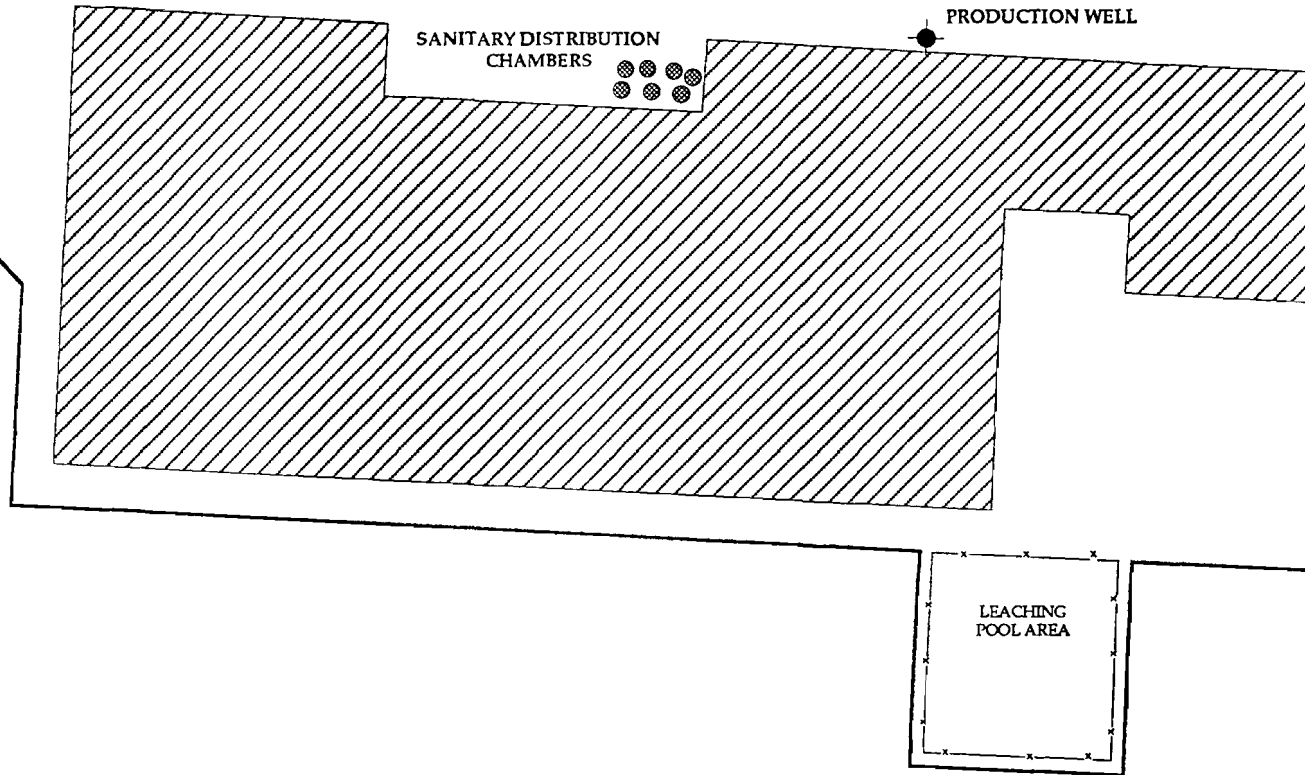 PRODUCTION WELL
SANITARY DISTRIBUTION
CHAMBERS
LEACHING
POOL AREA